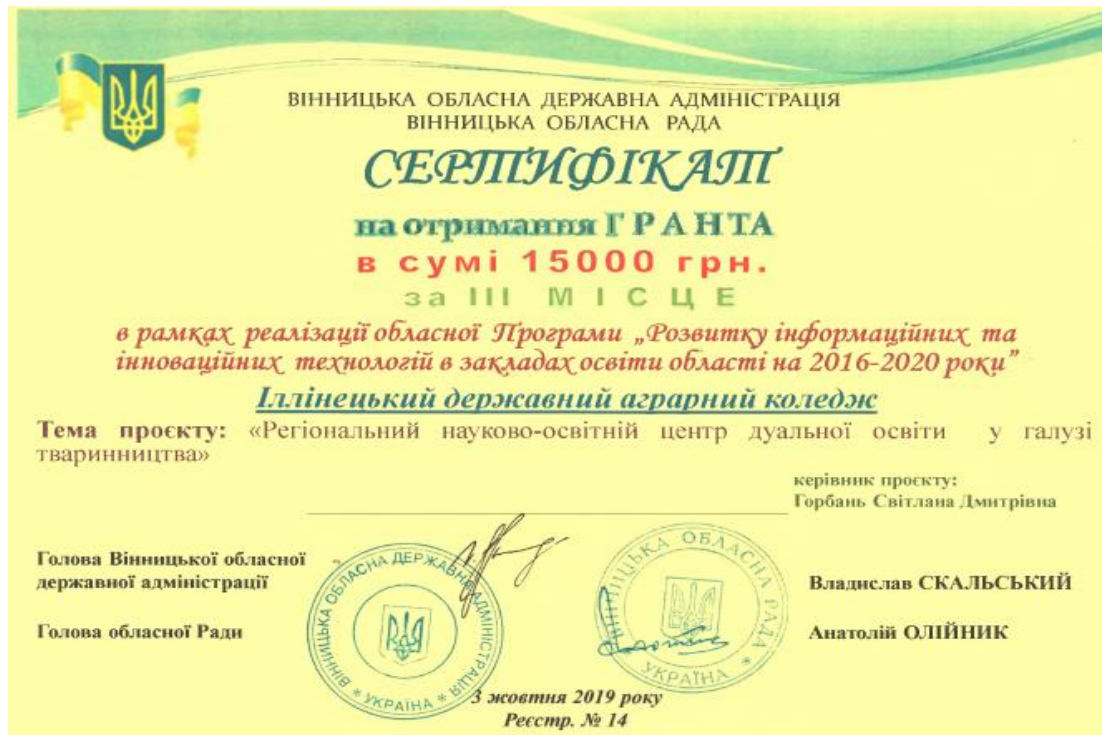 ВІННИЦЬКА ОБЛАСНА ДЕРЖАВНА АДМІНІСТРАЦІЯ
ВІННИЦЬКА ОБЛАСНА РАДА
СЕРТИФІКАТ
на отримання ГРАНТА
в сумі 15000 грн.
за ІІІ МІСЦЕ
в рамках реалізації обласної Програми „Розвитку інформаційних та
інноваційних технологій в закладах освіти області на 2016-2020 роки”
Іллінецький державний аграрний коледж
Тема проєкту: «Регіональний науково-освітній центр дуальної освіти у галузі
тваринництва»
керівник проєкту:
Горбань Світлана Дмитрівна
Голова Вінницької обласної
державної адміністрації
Владислав СКАЛЬСЬКИЙ
Голова обласної Ради
Анатолій ОЛІЙНИК
ВІННИЦЬКА ОБЛАСНА ДЕРЖАВНА АДМІНІСТРАЦІЯ * УКРАЇНА *
ВІННИЦЬКА ОБЛАСНА РАДА * УКРАЇНА *
3 жовтня 2019 року
Реєстр. № 14